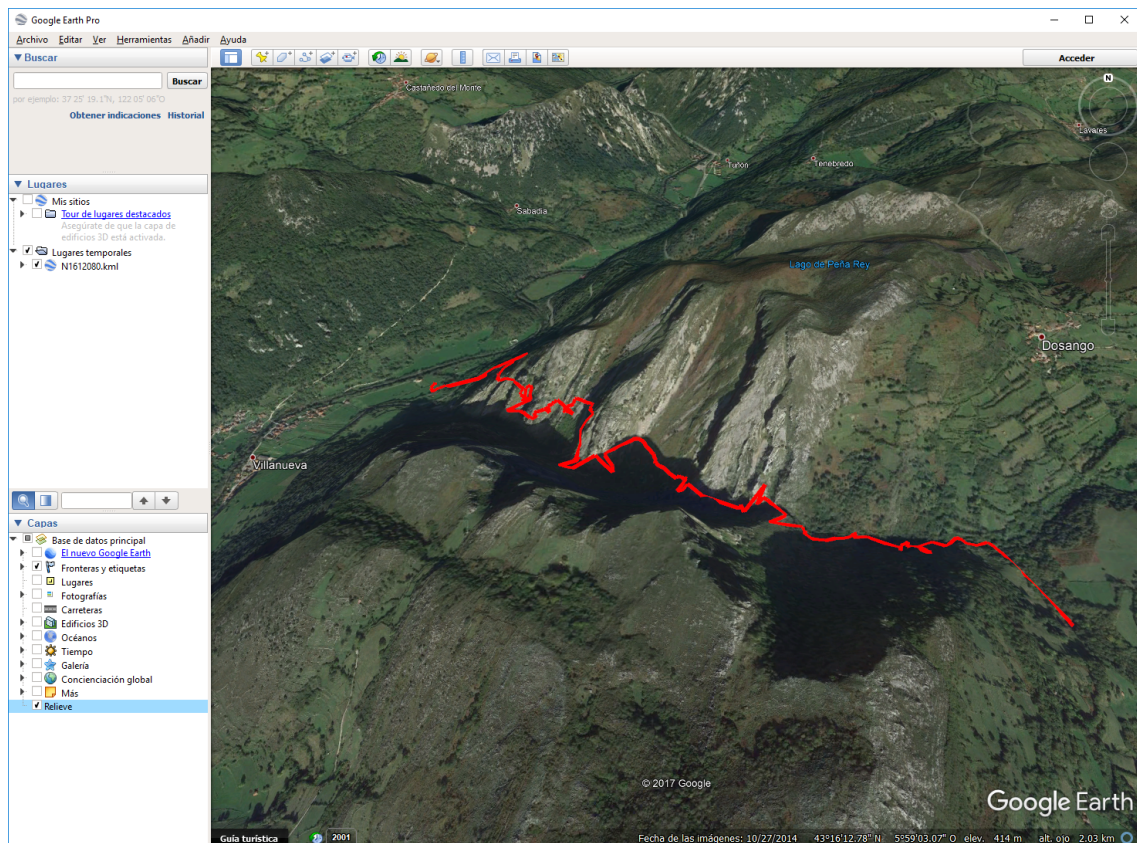 Google Earth Pro
Archivo Editar Ver Herramientas Añadir Ayuda
Buscar
Buscar
por ejemplo: 37 25' 19.1"N, 122 05' 06"O
Obtener indicaciones Historial
Lugares
Mis sitios
Tour de lugares destacados
Asegúrate de que la capa de
edificios 3D está activada.
Lugares temporales
N1612080.kml
Capas
Base de datos principal
El nuevo Google Earth
Fronteras y etiquetas
Lugares
Fotografías
Carreteras
Edificios 3D
Océanos
Tiempo
Galería
Concienciación global
Más
Relieve
Acceder
N
Castañedo del Monte
Lavares
Tuñon
Tenebredo
Sabadia
Lago de Peña Rey
Dosango
Villanueva
© 2017 Google
Google Earth
Guía turística
2001
Fecha de las imágenes: 10/27/2014 43°16'12.78" N 5°59'03.07" O elev. 414 m alt. ojo 2.03 km